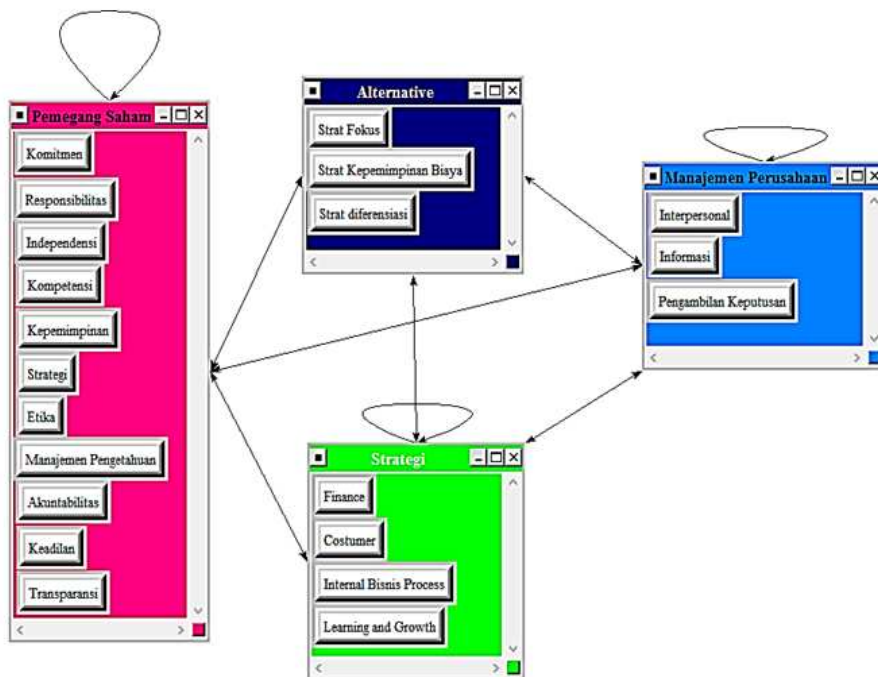 Pemegang Saham
Komitmen
Responsibilitas
Independensi
Kompetensi
Kepemimpinan
Strategi
Etika
Manajemen Pengetahuan
Akuntabilitas
Keadilan
Transparansi
Alternative
Strat Fokus
Strat Kepemimpinan Biaya
Strat diferensiasi
Manajemen Perusahaan
Interpersonal
Informasi
Pengambilan Keputusan
Strategi
Finance
Costumer
Internal Bisnis Process
Learning and Growth